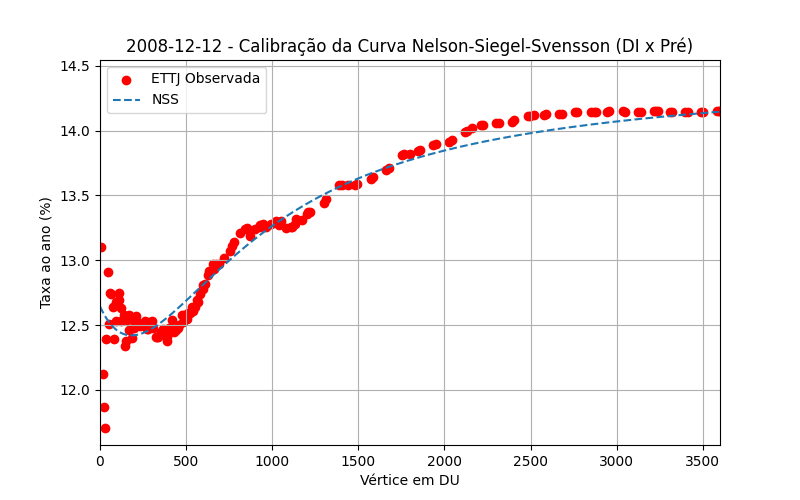 2008-12-12 - Calibração da Curva Nelson-Siegel-Svensson (DI x Pré)
ETTJ Observada
NSS
Taxa ao ano (%)
14.5
14.0
13.5
13.0
12.5
12.0
0 500 1000 1500 2000 2500 3000 3500
Vértice em DU